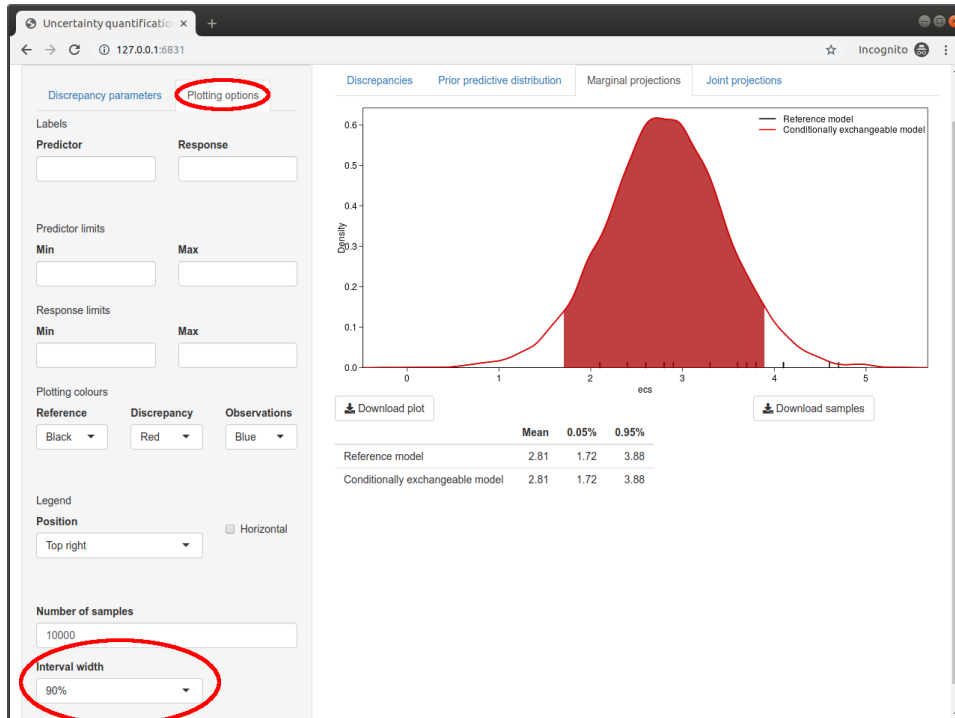 Uncertainty quantificatio
127.0.0.1:6831
Incognito
Discrepancy parameters
Plotting options
Labels
Predictor Response
Predictor limits
Min Max
Response limits
Min Max
Plotting colours
Reference Discrepancy Observations
Black Red Blue
Legend
Position
Horizontal
Top right
Number of samples
10000
Interval width
90%
Discrepancies Prior predictive distribution Marginal projections Joint projections
Reference model
Conditionally exchangeable model
Density
0.6
0.5
0.4
0.3
0.2
0.1
0.0
0 1 2 3 4 5
ecs
Download plot Download samples
Mean 0.05% 0.95%
Reference model 2.81 1.72 3.88
Conditionally exchangeable model 2.81 1.72 3.88